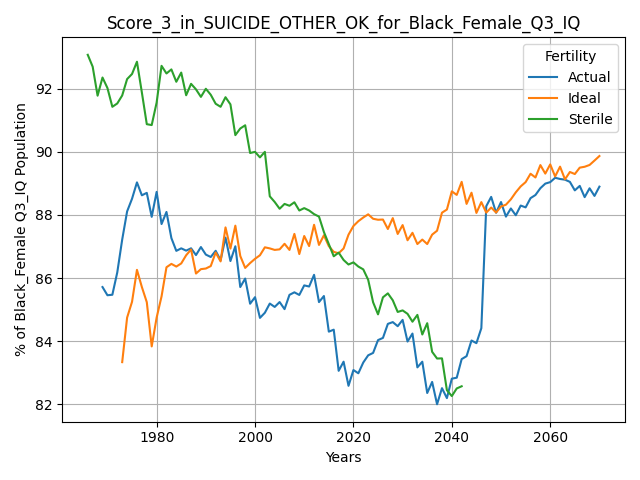 Score_3_in_SUICIDE_OTHER_OK_for_Black_Female_Q3_IQ
% of Black_Female Q3_IQ Population
92
90
88
86
84
82
Fertility
Actual
Ideal
Sterile
1980
2000
2020
2040
2060
Years